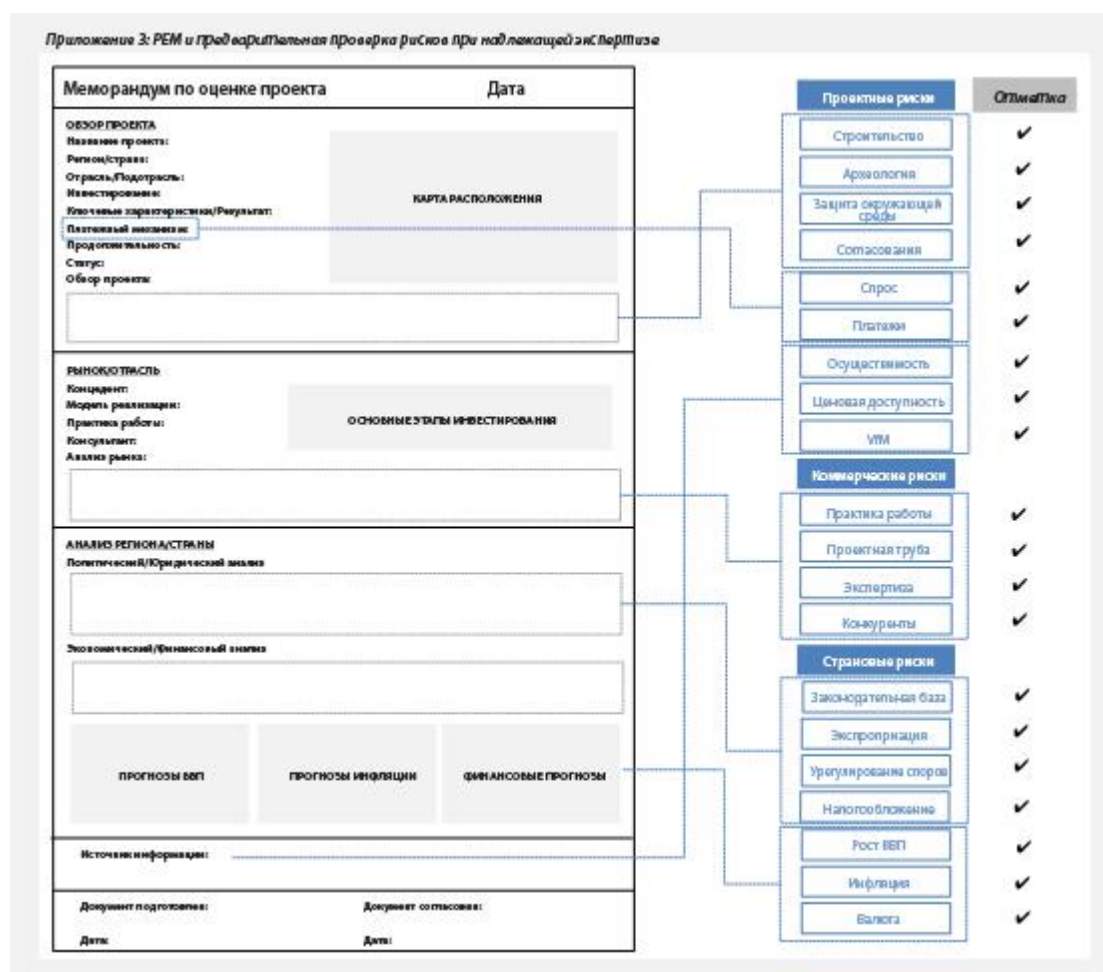 Приложение 3: PEM и предварительная проверка рисков при надлежащей экспертизе
Меморандум по оценке проекта Дата
ОБЗОР ПРОЕКТА
Название проекта:
Регион/страна:
Отрасль/Подотрасль:
Инвестирование:
Ключевые характеристики/Результат:
Платежный механизм:
Продолжительность:
Статус:
Обзор проекта:
КАРТА РАСПОЛОЖЕНИЯ
РЫНОК/ОТРАСЛЬ
Концедент:
Модель реализации:
Практика работы:
Консультант:
Анализ рынка:
ОСНОВНЫЕ ЭТАПЫ ИНВЕСТИРОВАНИЯ
АНАЛИЗ РЕГИОНА/СТРАНЫ
Политический/Юридический анализ
Экономический/Финансовый анализ
ПРОГНОЗЫ ВВП
ПРОГНОЗЫ ИНФЛЯЦИИ
ФИНАНСОВЫЕ ПРОГНОЗЫ
Источник информации:
Документ подготовлен: Документ согласован:
Дата: Дата:
Проектные риски Отметка
Строительство ✔
Археология ✔
Защита окружающей
среды ✔
Согласования ✔
Спрос ✔
Платежи ✔
Осуществимость ✔
Ценовая доступность ✔
VfM ✔
Коммерческие риски
Практика работы ✔
Проектная труба ✔
Экспертиза ✔
Конкуренты ✔
Страновые риски
Законодательная база ✔
Экспроприация ✔
Урегулирование споров ✔
Налогообложение ✔
Рост ВВП ✔
Инфляция ✔
Валюта ✔